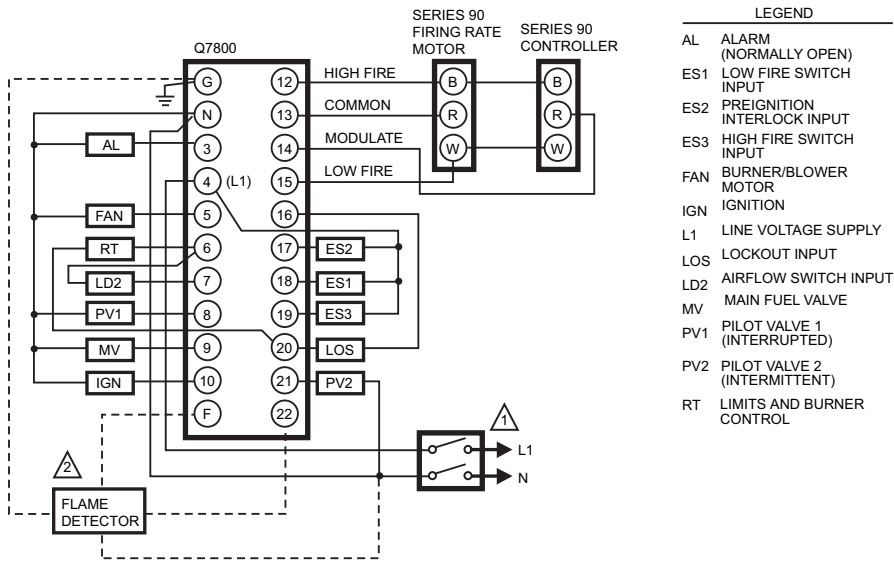 SERIES 90
FIRING RATE
MOTOR
SERIES 90
CONTROLLER
Q7800
G
12
HIGH FIRE
B
B
N
13
COMMON
R
R
AL
3
14
MODULATE
W
W
4
(L1)
15
LOW FIRE
FAN
5
16
RT
6
17
ES2
LD2
7
18
ES1
PV1
8
19
ES3
MV
9
20
LOS
IGN
10
21
PV2
F
22
1
L1
N
2
FLAME
DETECTOR
LEGEND
AL ALARM
(NORMALLY OPEN)
ES1 LOW FIRE SWITCH
INPUT
ES2 PREIGNITION
INTERLOCK INPUT
ES3 HIGH FIRE SWITCH
INPUT
FAN BURNER/BLOWER
MOTOR
IGN IGNITION
L1 LINE VOLTAGE SUPPLY
LOS LOCKOUT INPUT
LD2 AIRFLOW SWITCH INPUT
MV MAIN FUEL VALVE
PV1 PILOT VALVE 1
(INTERRUPTED)
PV2 PILOT VALVE 2
(INTERMITTENT)
RT LIMITS AND BURNER
CONTROL